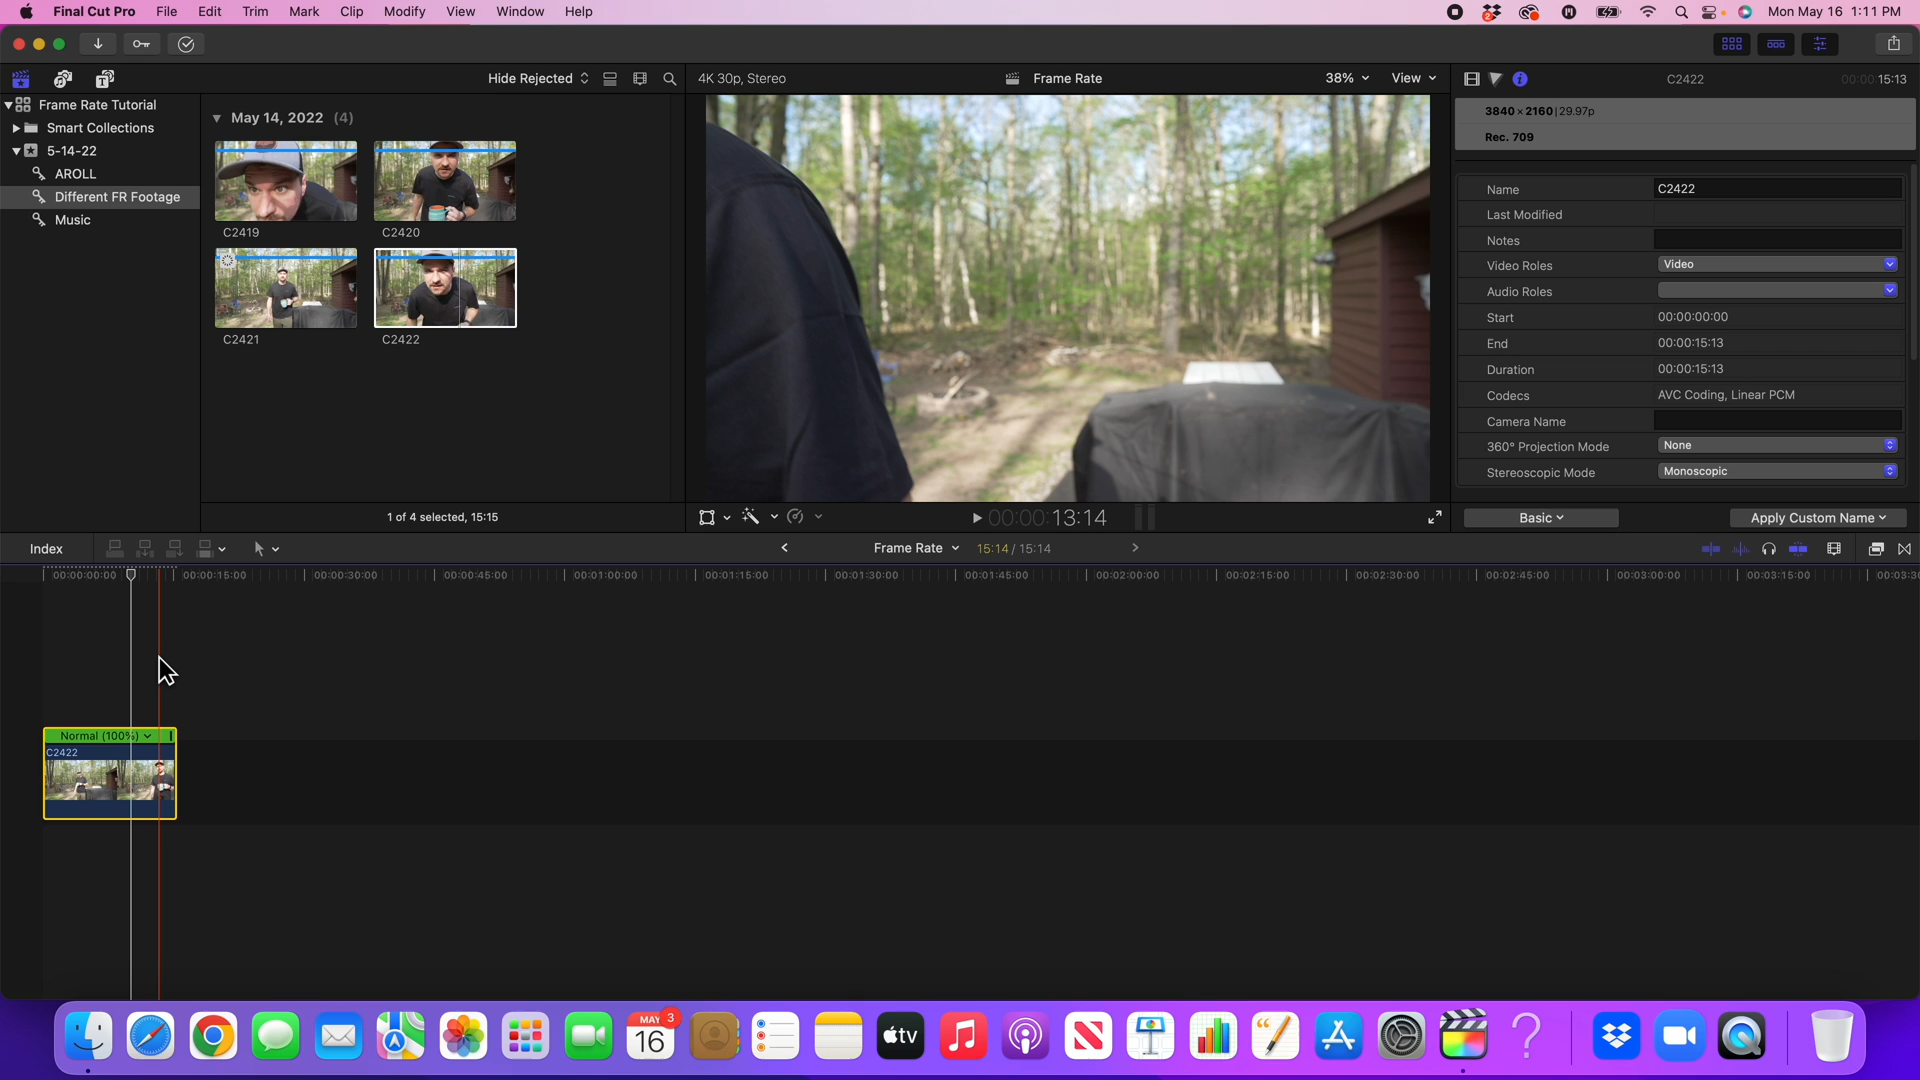 Final Cut Pro File Edit Trim Mark Clip Modify View Window Help
2
Mon May 16 1:11 PM
Hide Rejected
4K 30p, Stereo
Frame Rate
38%
View
C2422
00:00:15:13
Frame Rate Tutorial
Smart Collections
5-14-22
AROLL
Different FR Footage
Music
May 14, 2022 (4)
C2419
C2420
C2421
C2422
1 of 4 selected, 15:15
00:00:13:14
3840 × 2160 | 29.97p
Rec. 709
Name C2422
Last Modified
Notes
Video Roles Video
Audio Roles
Start 00:00:00:00
End 00:00:15:13
Duration 00:00:15:13
Codecs AVC Coding, Linear PCM
Camera Name
360° Projection Mode None
Stereoscopic Mode Monoscopic
Basic
Apply Custom Name
Index
Frame Rate
15:14 / 15:14
00:00:00:00 00:00:15:00 00:00:30:00 00:00:45:00 00:01:00:00 00:01:15:00 00:01:30:00 00:01:45:00 00:02:00:00 00:02:15:00 00:02:30:00 00:02:45:00 00:03:00:00 00:03:15:00 00:03:30
Normal (100%)
C2422
MAY 3
16
tv